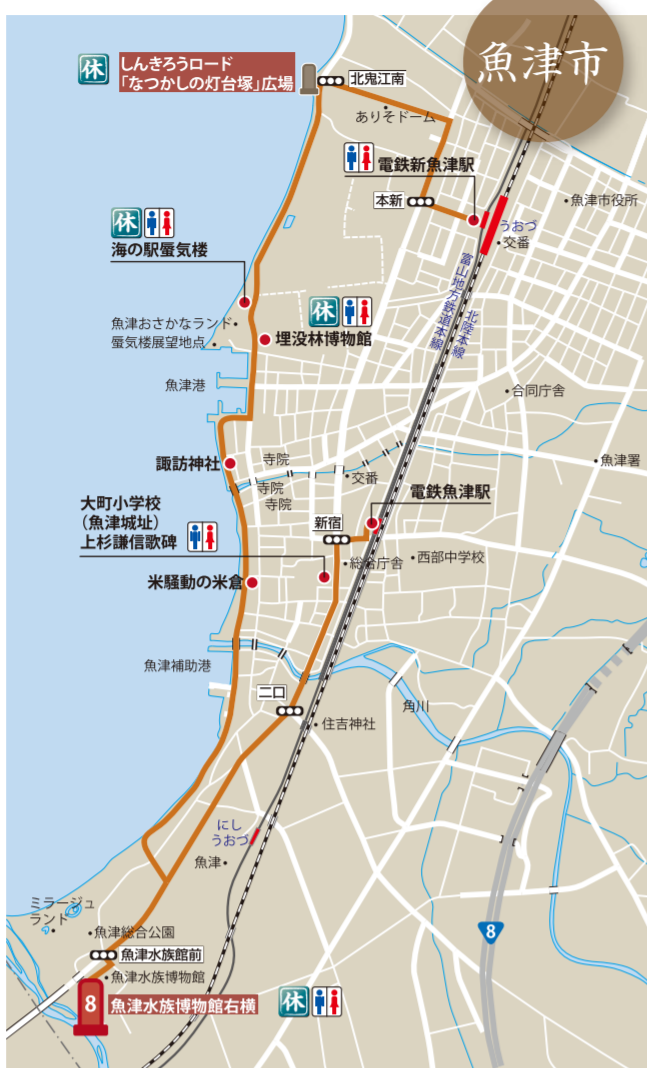 魚津市
休
しんきろうロード
「なつかしの灯台塚」広場
北鬼江南
ありそドーム
電鉄新魚津駅
本新
魚津市役所
うおづ
交番
休
海の駅蜃気楼
富山地方鉄道本線
北陸本線
休
埋没林博物館
魚津おさかなランド
蜃気楼展望地点
魚津港
合同庁舎
諏訪神社
寺院
寺院
寺院
交番
魚津署
電鉄魚津駅
大町小学校
（魚津城址）
上杉謙信歌碑
新宿
総合庁舎
西部中学校
米騒動の米倉
魚津補助港
二口
角川
住吉神社
にし
うおづ
魚津
8
ミラージュ
ランド
魚津総合公園
魚津水族館前
魚津水族博物館
8
魚津水族博物館右横
休